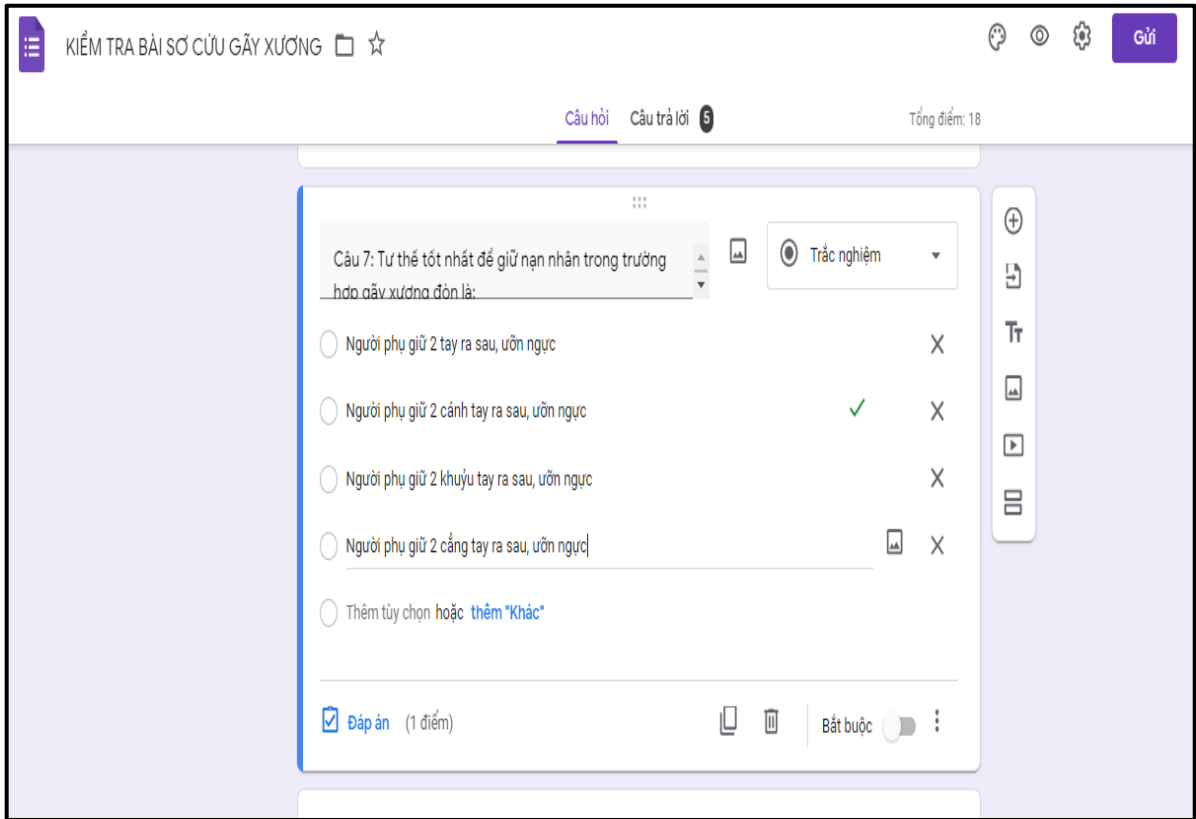 KIỂM TRA BÀI SƠ CỨU GÃY XƯƠNG
Gửi
Câu hỏi Câu trả lời 5 Tổng điểm: 18
Câu 7: Tư thế tốt nhất để giữ nạn nhân trong trường
hợp gãy xương đòn là:
Trắc nghiệm
Người phụ giữ 2 tay ra sau, ưỡn ngực
Người phụ giữ 2 cánh tay ra sau, ưỡn ngực
Người phụ giữ 2 khuỷu tay ra sau, ưỡn ngực
Người phụ giữ 2 cẳng tay ra sau, ưỡn ngực
Thêm tùy chọn hoặc thêm "Khác"
Đáp án (1 điểm) Bắt buộc